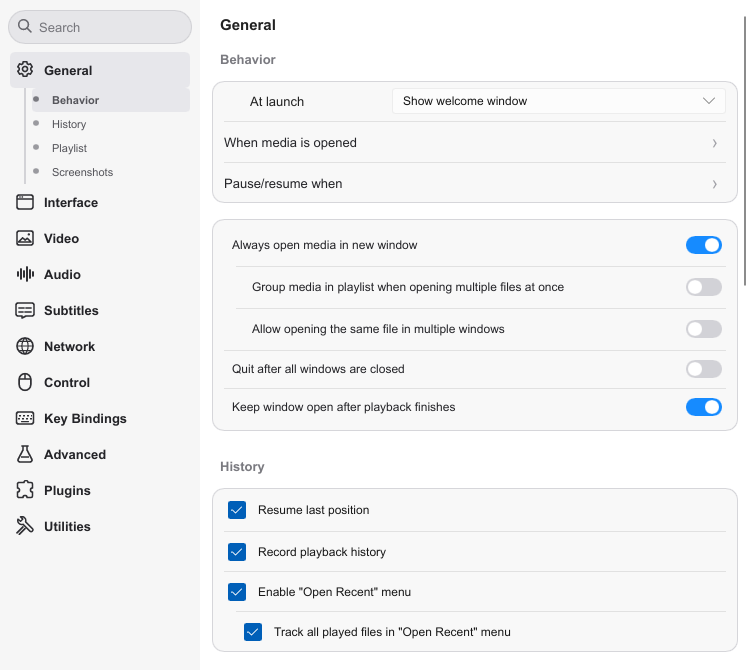 Search
General
Behavior
History
Playlist
Screenshots
Interface
Video
Audio
Subtitles
Network
Control
Key Bindings
Advanced
Plugins
Utilities
General
Behavior
At launch
Show welcome window
When media is opened
Pause/resume when
Always open media in new window
Group media in playlist when opening multiple files at once
Allow opening the same file in multiple windows
Quit after all windows are closed
Keep window open after playback finishes
History
Resume last position
Record playback history
Enable "Open Recent" menu
Track all played files in "Open Recent" menu